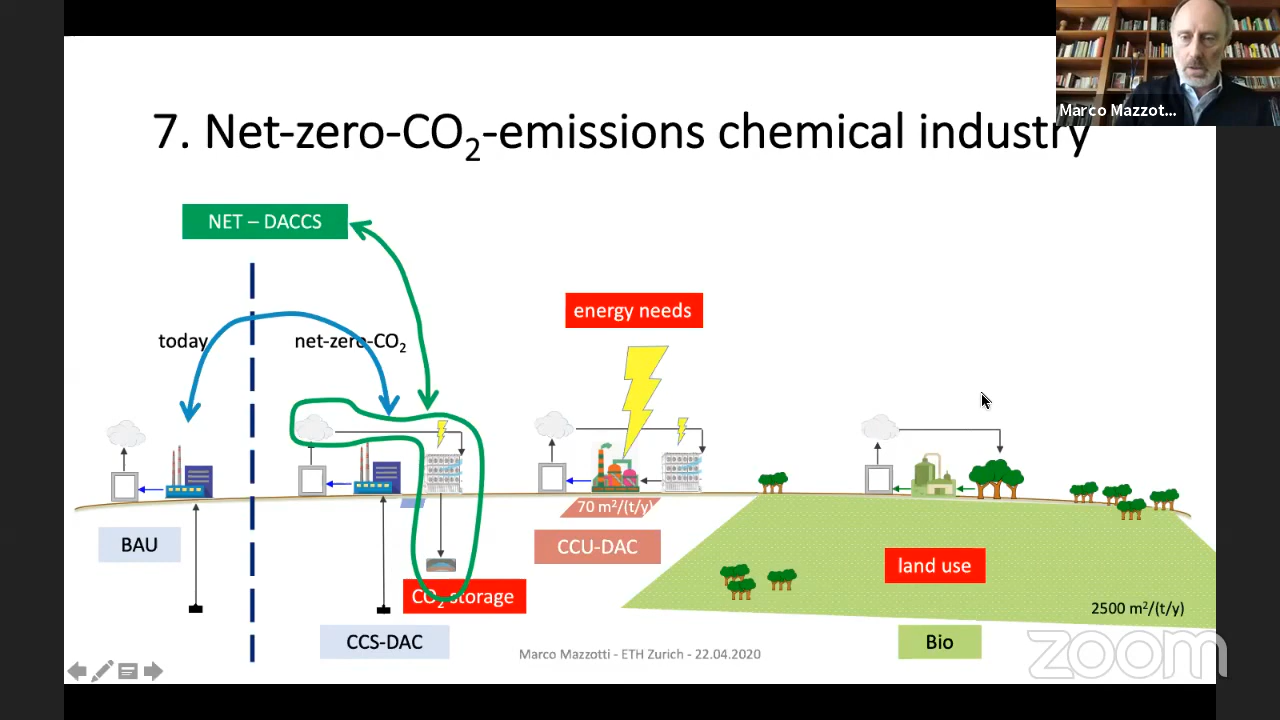 Marco Mazzot...
7. Net-zero-CO₂-emissions chemical industry
NET – DACCS
energy needs
today
net-zero-CO₂
70 m²/(t/y)
BAU
CCU-DAC
land use
CO₂ storage
2500 m²/(t/y)
CCS-DAC
Bio
Marco Mazzotti - ETH Zurich - 22.04.2020
zoom